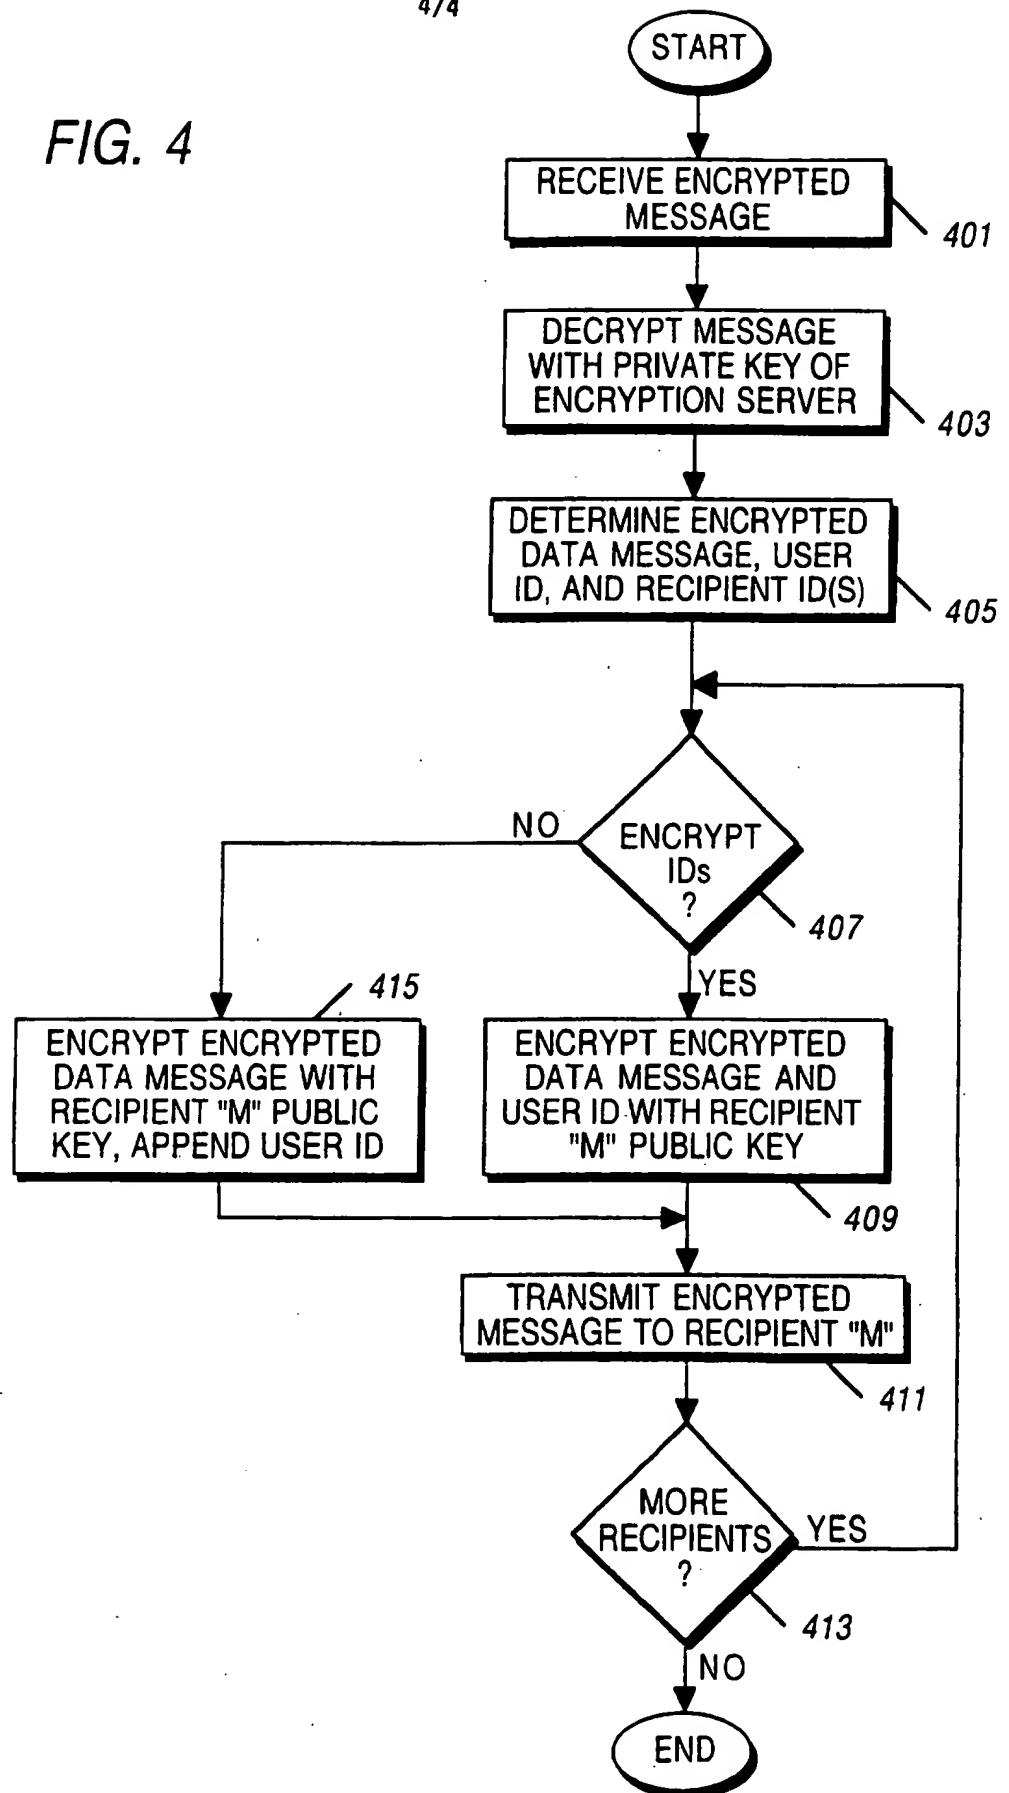 4/4
FIG. 4
START
RECEIVE ENCRYPTED
MESSAGE
401
DECRYPT MESSAGE
WITH PRIVATE KEY OF
ENCRYPTION SERVER
403
DETERMINE ENCRYPTED
DATA MESSAGE, USER
ID, AND RECIPIENT ID(S)
405
ENCRYPT
IDs
?
407
NO
YES
415
ENCRYPT ENCRYPTED
DATA MESSAGE WITH
RECIPIENT "M" PUBLIC
KEY, APPEND USER ID
ENCRYPT ENCRYPTED
DATA MESSAGE AND
USER ID WITH RECIPIENT
"M" PUBLIC KEY
409
TRANSMIT ENCRYPTED
MESSAGE TO RECIPIENT "M"
411
MORE
RECIPIENTS
?
YES
413
NO
END